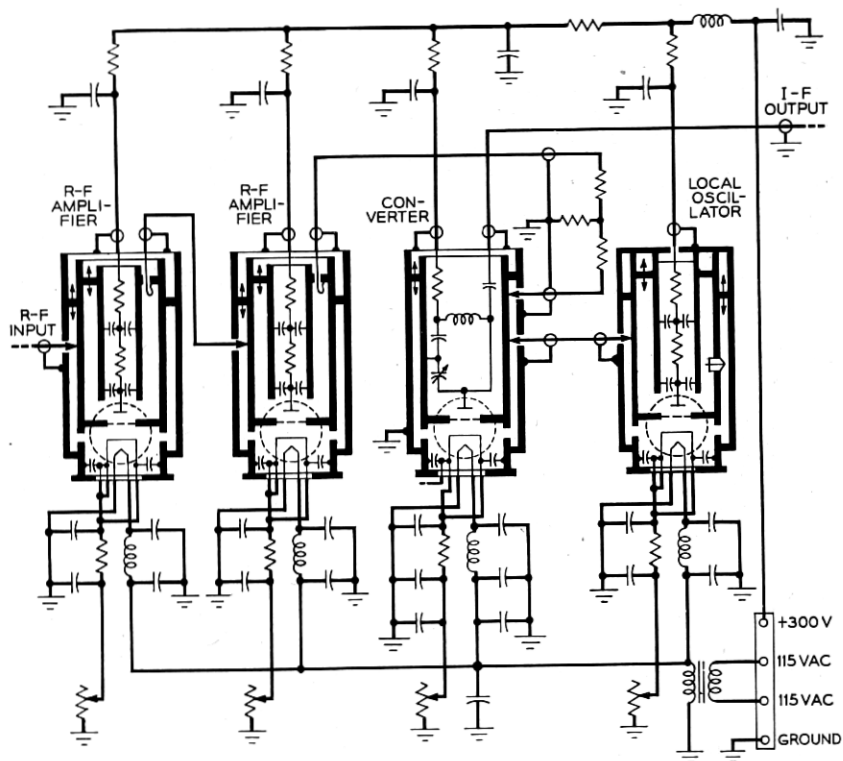 R-F
AMPLI-
FIER
R-F
AMPLI-
FIER
CON-
VERTER
LOCAL
OSCIL-
LATOR
I-F
OUTPUT
R-F
INPUT
+300 V
115 VAC
115 VAC
GROUND